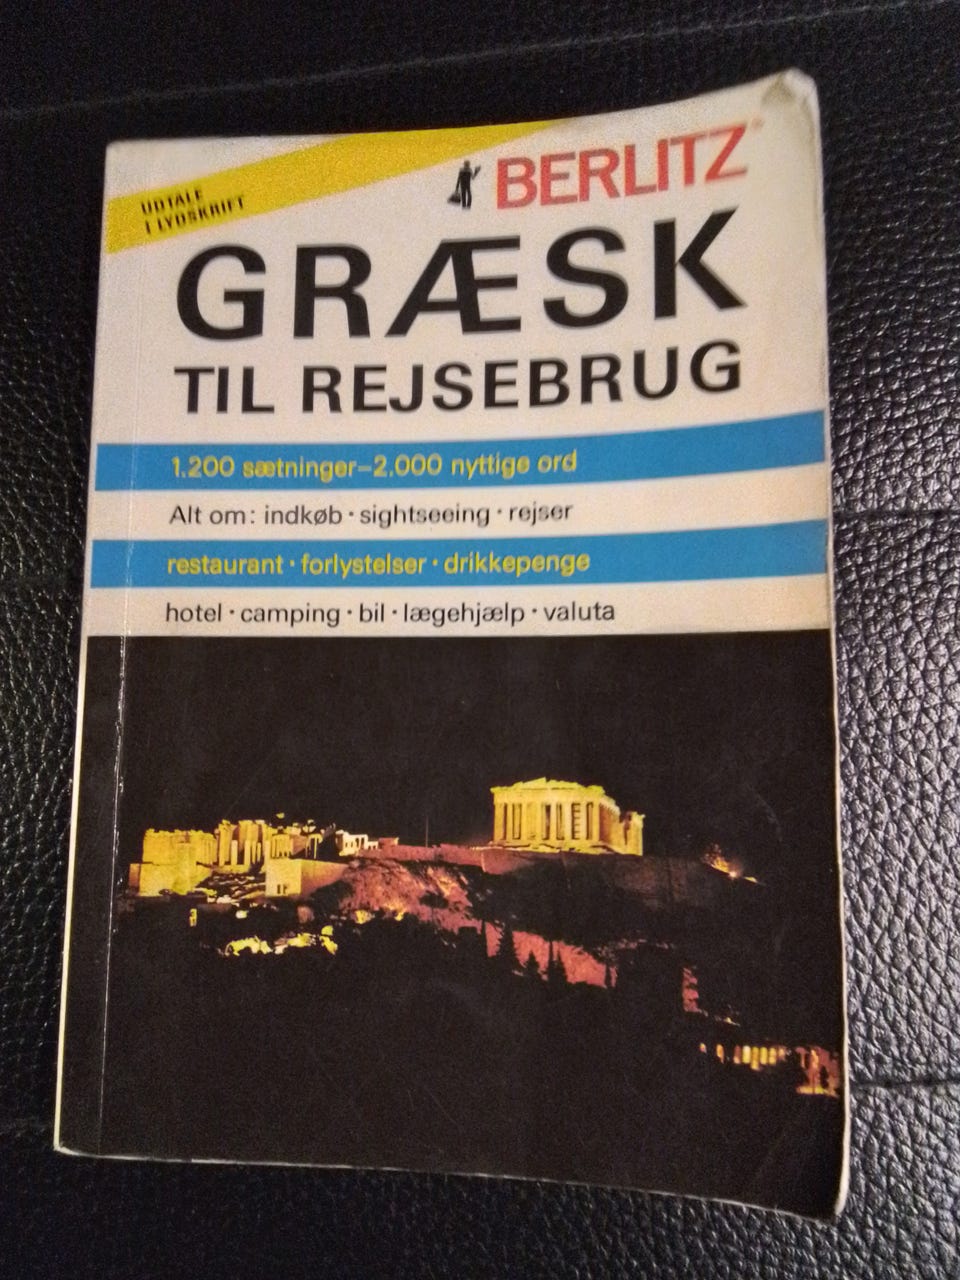 UDTALE
I LYDSKRIFT
BERLITZ®
GRÆSK
TIL REJSEBRUG
1.200 sætninger–2.000 nyttige ord
Alt om: indkøb · sightseeing · rejser
restaurant · forlystelser · drikkepenge
hotel · camping · bil · lægehjælp · valuta